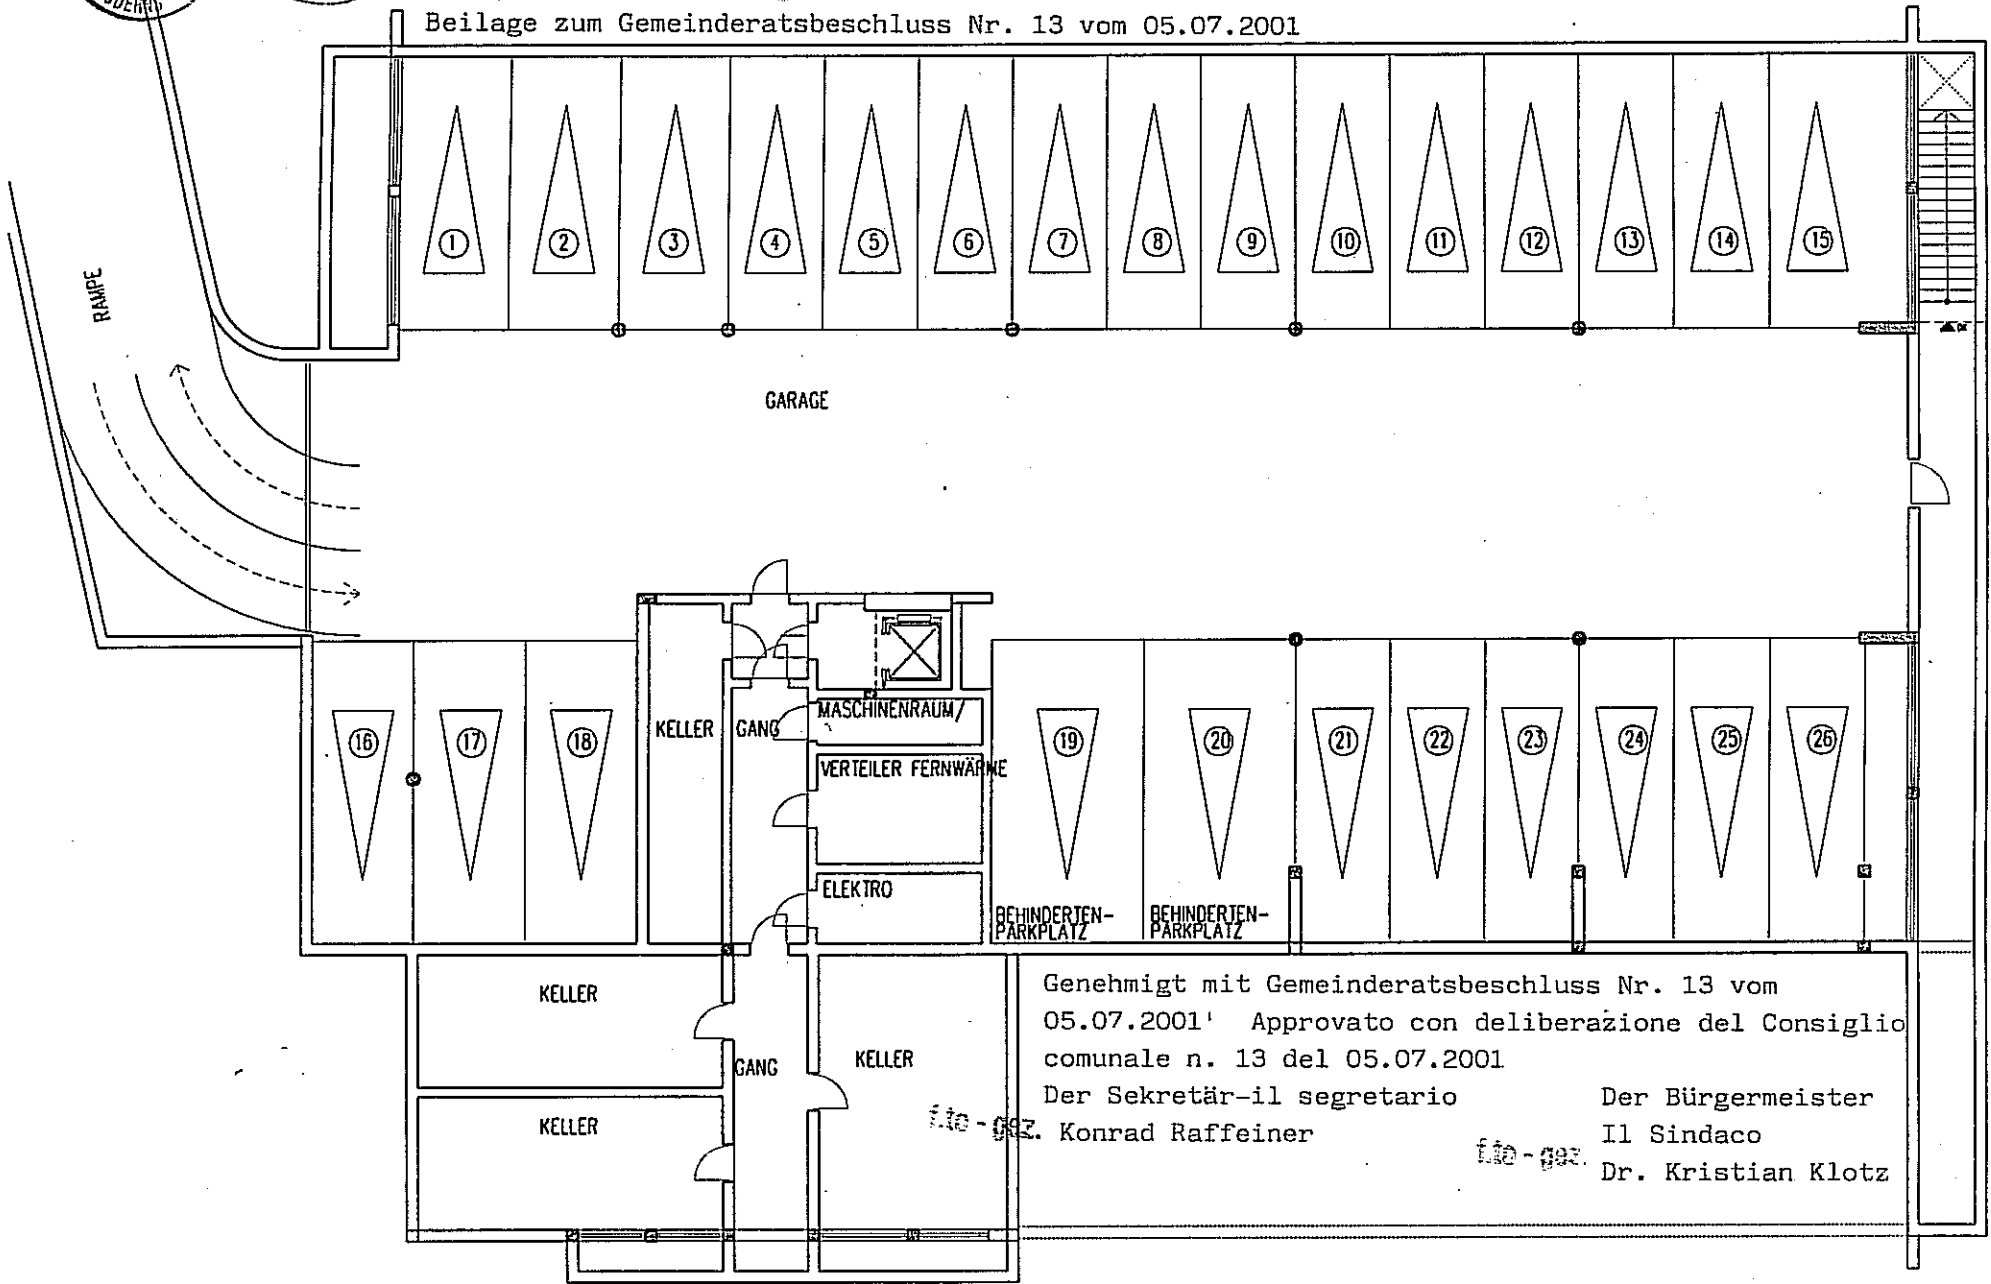 Beilage zum Gemeinderatsbeschluss Nr. 13 vom 05.07.2001
1 2 3 4 5 6 7 8 9 10 11 12 13 14 15
RAMPE
GARAGE
16 17 18
KELLER
GANG
MASCHINENRAUM/
VERTEILER FERNWÄRME
ELEKTRO
19 20 21 22 23 24 25 26
BEHINDERTEN-
PARKPLATZ
BEHINDERTEN-
PARKPLATZ
KELLER
GANG
KELLER
KELLER
Genehmigt mit Gemeinderatsbeschluss Nr. 13 vom
05.07.2001' Approvato con deliberazione del Consiglio
comunale n. 13 del 05.07.2001
Der Sekretär-il segretario
f.to - gez. Konrad Raffeiner
Der Bürgermeister
Il Sindaco
f.to - gez.
Dr. Kristian Klotz